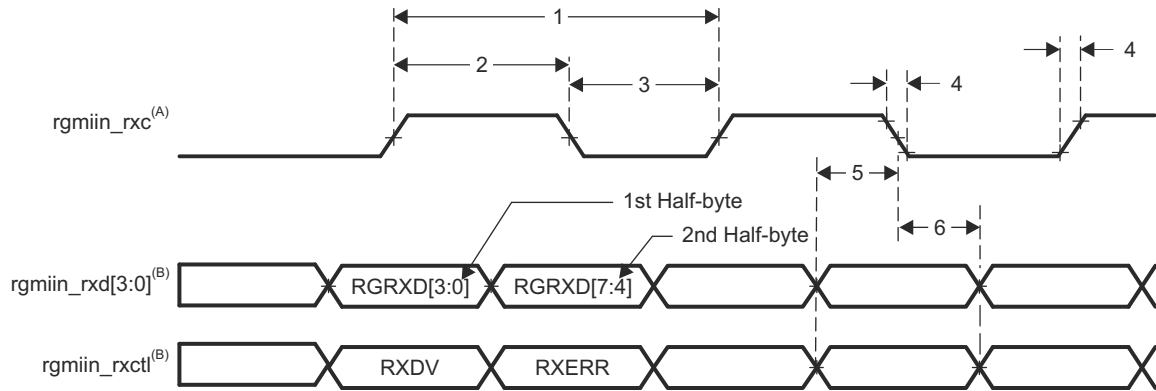 1
2
3
4
4
rgmiin_rxc(A)
5
1st Half-byte
6
2nd Half-byte
rgmiin_rxd[3:0](B)
RGRXD[3:0]
RGRXD[7:4]
rgmiin_rxctl(B)
RXDV
RXERR